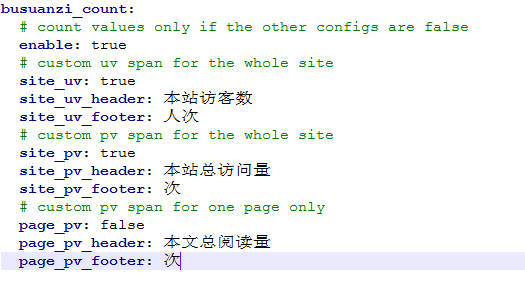 busuanzi_count:
# count values only if the other configs are false
enable: true
# custom uv span for the whole site
site_uv: true
site_uv_header: 本站访客数
site_uv_footer: 人次
# custom pv span for the whole site
site_pv: true
site_pv_header: 本站总访问量
site_pv_footer: 次
# custom pv span for one page only
page_pv: false
page_pv_header: 本文总阅读量
page_pv_footer: 次